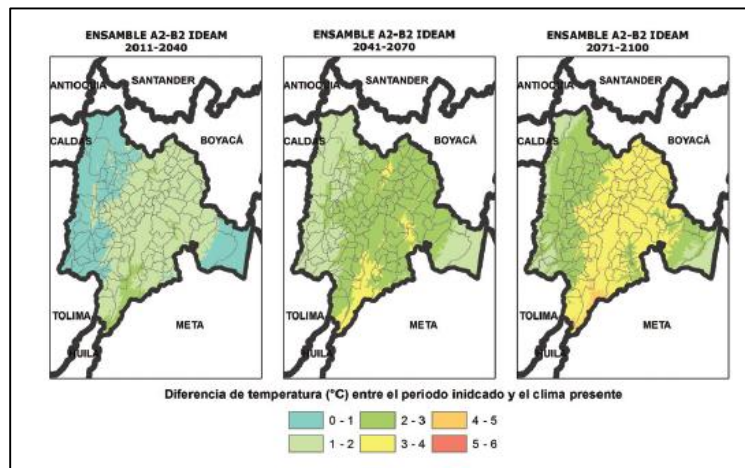 ENSAMBLE A2-B2 IDEAM
2011-2040
ENSAMBLE A2-B2 IDEAM
2041-2070
ENSAMBLE A2-B2 IDEAM
2071-2100
ANTIOQUIA
SANTANDER
CALDAS
BOYACÁ
TOLIMA
META
HUILA
ANTIOQUIA
SANTANDER
CALDAS
BOYACÁ
TOLIMA
META
HUILA
ANTIOQUIA
SANTANDER
CALDAS
BOYACÁ
TOLIMA
META
HUILA
Diferencia de temperatura (°C) entre el periodo inidcado y el clima presente
0 - 1
2 - 3
4 - 5
1 - 2
3 - 4
5 - 6